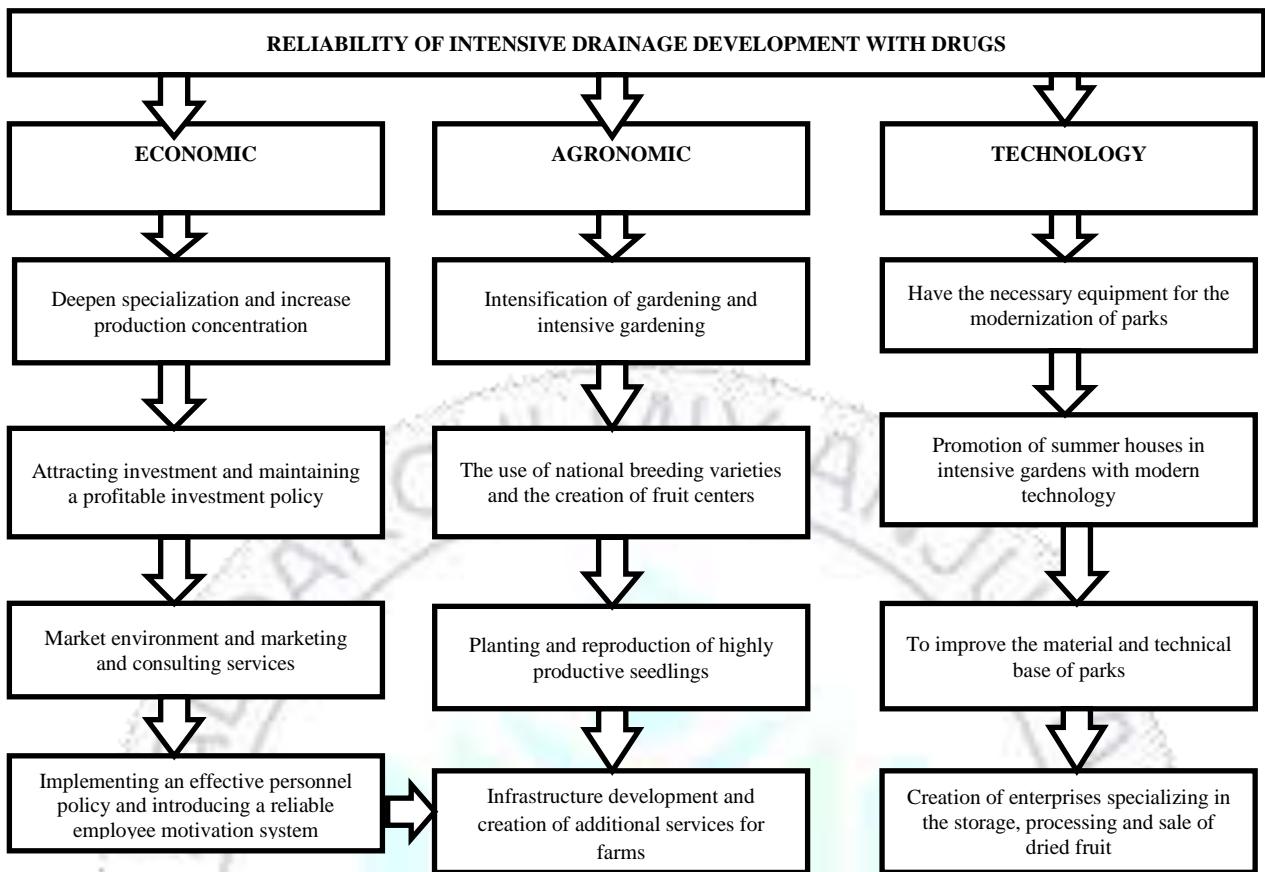 RELIABILITY OF INTENSIVE DRAINAGE DEVELOPMENT WITH DRUGS
ECONOMIC
AGRONOMIC
TECHNOLOGY
Deepen specialization and increase
production concentration
Intensification of gardening and
intensive gardening
Have the necessary equipment for the
modernization of parks
Attracting investment and maintaining
a profitable investment policy
The use of national breeding varieties
and the creation of fruit centers
Promotion of summer houses in
intensive gardens with modern
technology
Market environment and marketing
and consulting services
Planting and reproduction of highly
productive seedlings
To improve the material and technical
base of parks
Implementing an effective personnel
policy and introducing a reliable
employee motivation system
Infrastructure development and
creation of additional services for
farms
Creation of enterprises specializing in
the storage, processing and sale of
dried fruit